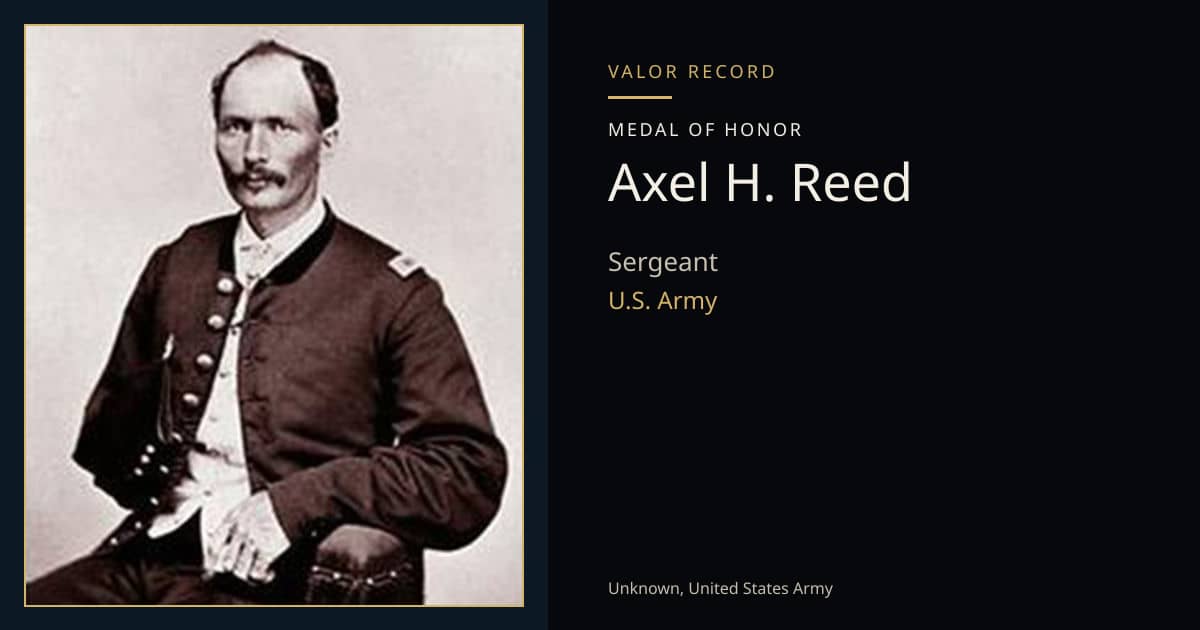 VALOR RECORD
MEDAL OF HONOR
Axel H. Reed
Sergeant
U.S. Army
Unknown, United States Army